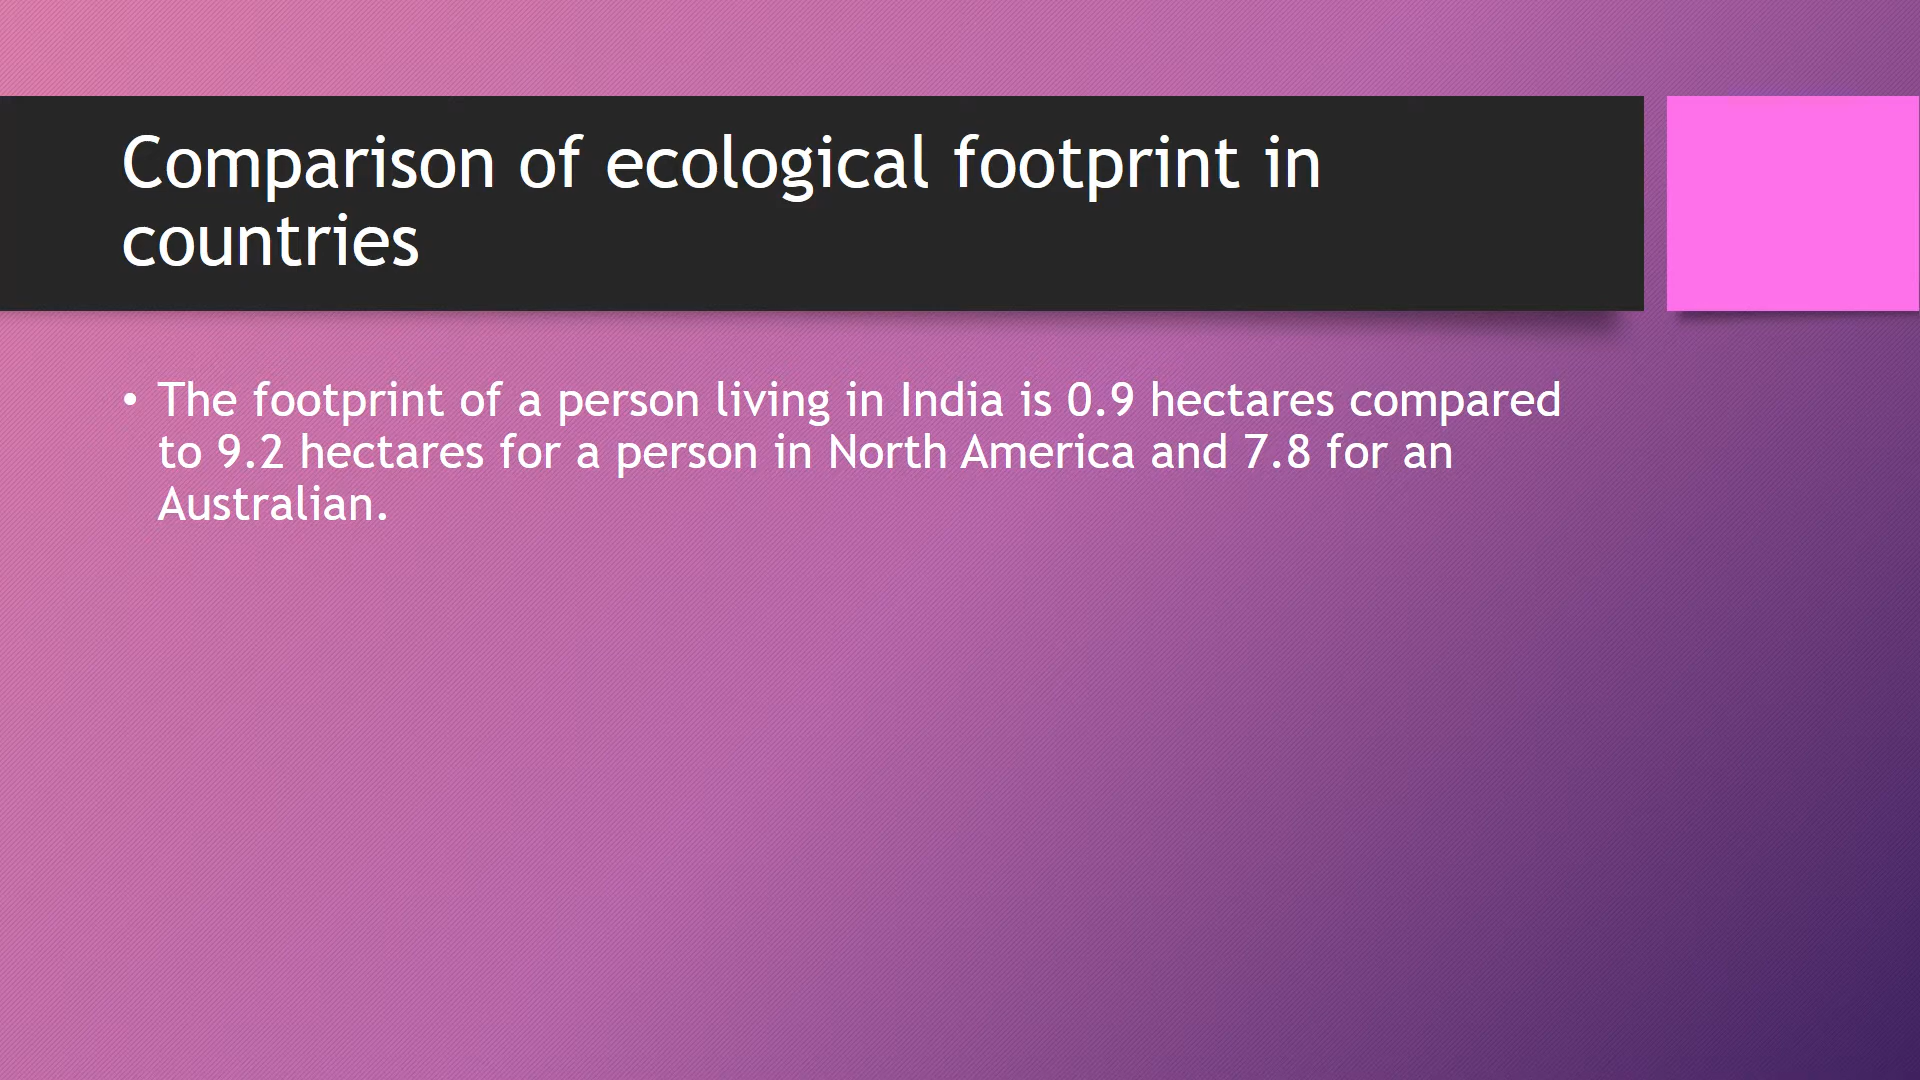 Comparison of ecological footprint in
countries
• The footprint of a person living in India is 0.9 hectares compared
to 9.2 hectares for a person in North America and 7.8 for an
Australian.